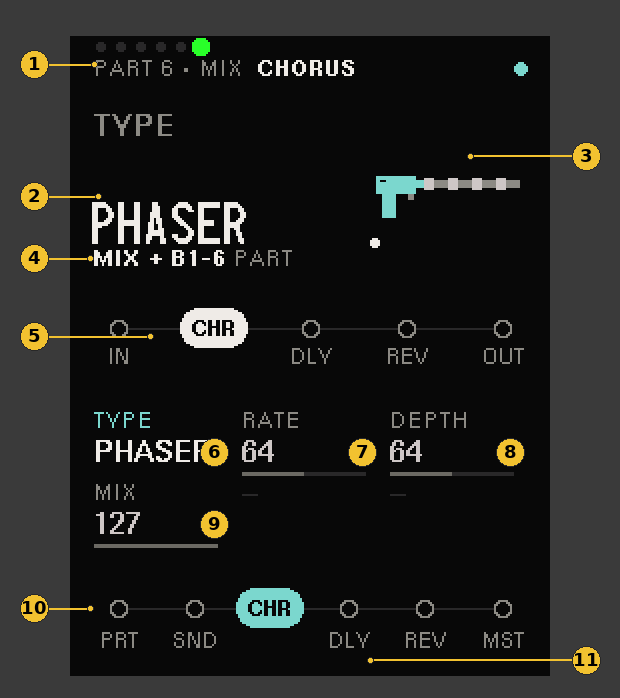 1 PART 6 · MIX CHORUS
TYPE
3
2
PHASER
4 MIX + B1-6 PART
CHR
5
IN DLY REV OUT
TYPE RATE DEPTH
PHASER 6 64 7 64 8
MIX
127 9
10 CHR
PRT SND DLY REV MST
11